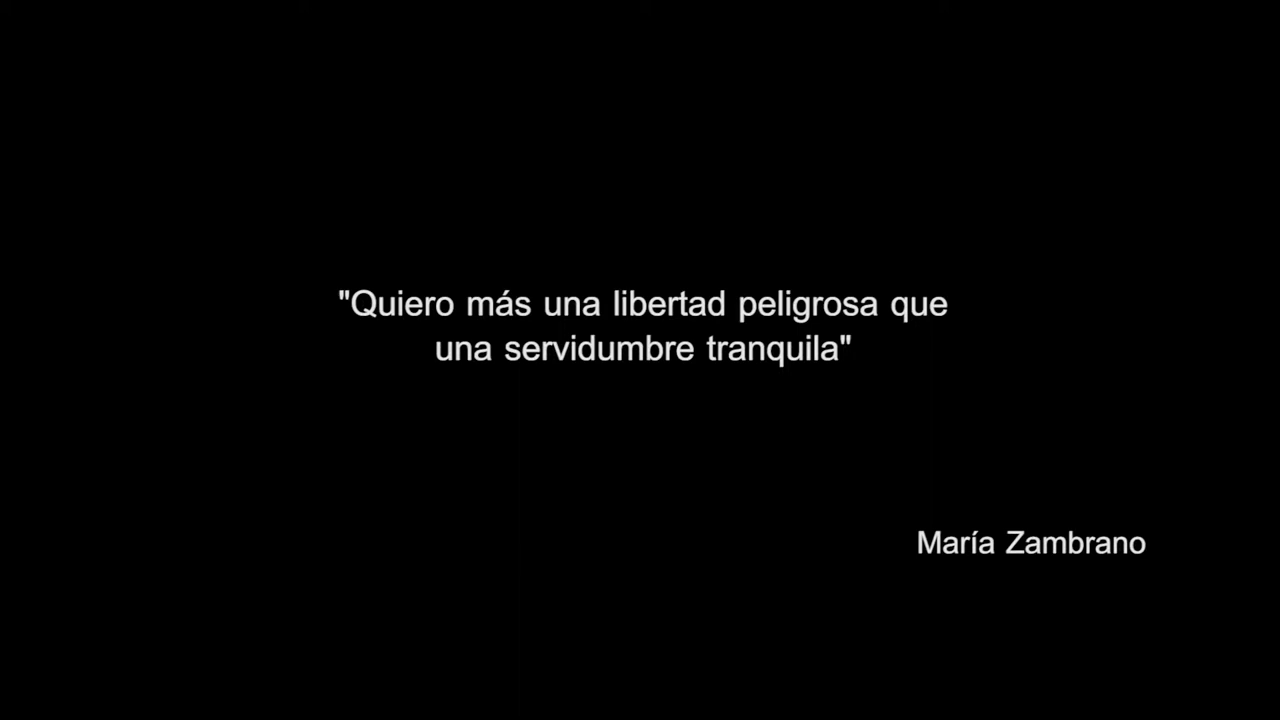 "Quiero más una libertad peligrosa que
una servidumbre tranquila"
María Zambrano